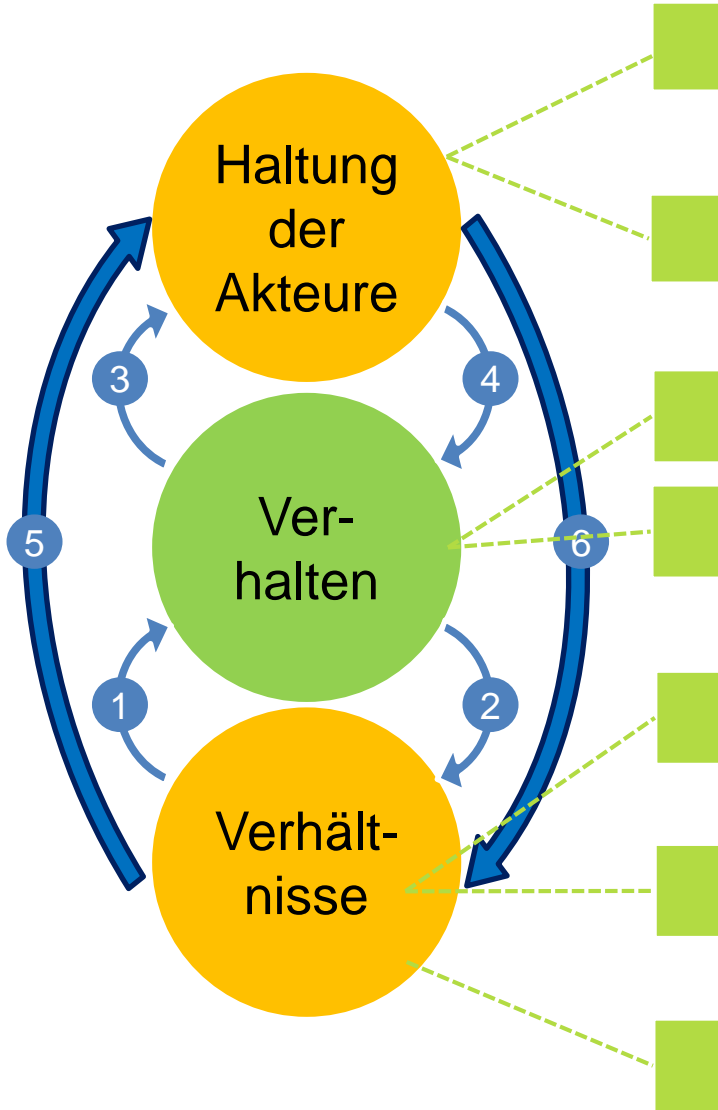 Haltung
der
Akteure
3
4
Ver-
halten
5
6
1
2
Verhält-
nisse